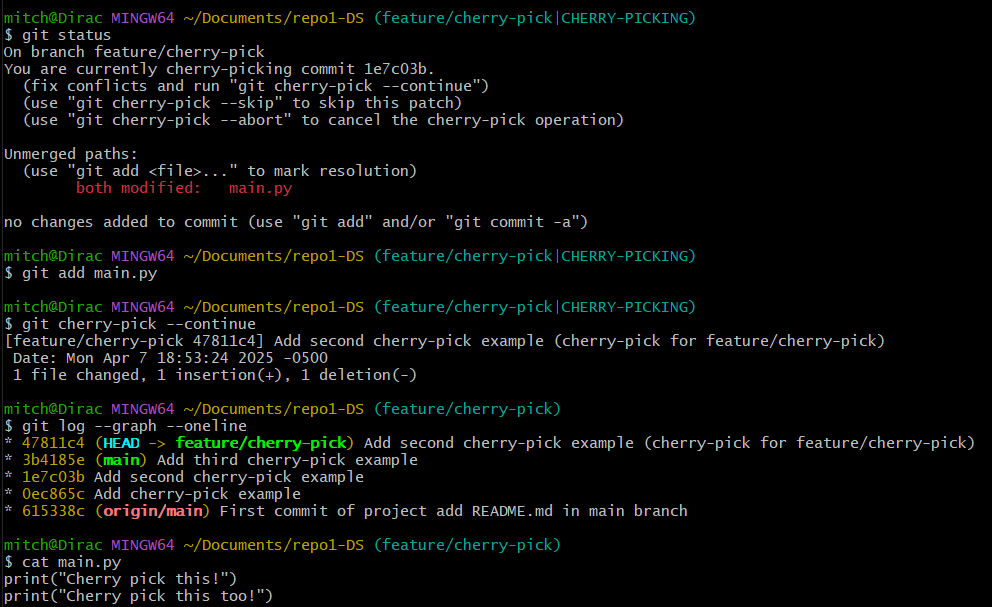 mitch@Dirac MINGW64 ~/Documents/repo1-DS (feature/cherry-pick|CHERRY-PICKING)
$ git status
On branch feature/cherry-pick
You are currently cherry-picking commit 1e7c03b.
  (fix conflicts and run "git cherry-pick --continue")
  (use "git cherry-pick --skip" to skip this patch)
  (use "git cherry-pick --abort" to cancel the cherry-pick operation)

Unmerged paths:
  (use "git add <file>..." to mark resolution)
        both modified:   main.py

no changes added to commit (use "git add" and/or "git commit -a")

mitch@Dirac MINGW64 ~/Documents/repo1-DS (feature/cherry-pick|CHERRY-PICKING)
$ git add main.py

mitch@Dirac MINGW64 ~/Documents/repo1-DS (feature/cherry-pick|CHERRY-PICKING)
$ git cherry-pick --continue
[feature/cherry-pick 47811c4] Add second cherry-pick example (cherry-pick for feature/cherry-pick)
 Date: Mon Apr 7 18:53:24 2025 -0500
 1 file changed, 1 insertion(+), 1 deletion(-)

mitch@Dirac MINGW64 ~/Documents/repo1-DS (feature/cherry-pick)
$ git log --graph --oneline
* 47811c4 (HEAD -> feature/cherry-pick) Add second cherry-pick example (cherry-pick for feature/cherry-pick)
* 3b4185e (main) Add third cherry-pick example
* 1e7c03b Add second cherry-pick example
* 0ec865c Add cherry-pick example
* 615338c (origin/main) First commit of project add README.md in main branch

mitch@Dirac MINGW64 ~/Documents/repo1-DS (feature/cherry-pick)
$ cat main.py
print("Cherry pick this!")
print("Cherry pick this too!")